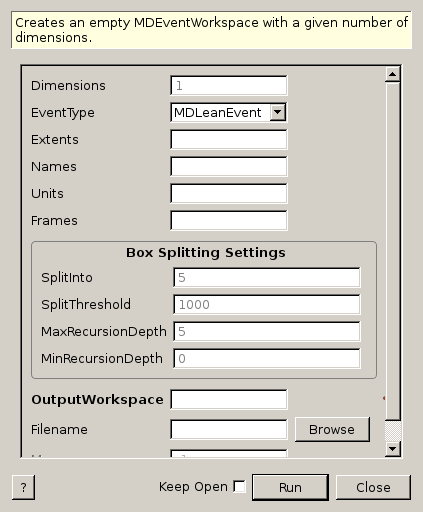 Creates an empty MDEventWorkspace with a given number of
dimensions.
Dimensions 1
EventType MDLeanEvent
Extents
Names
Units
Frames
Box Splitting Settings
SplitInto 5
SplitThreshold 1000
MaxRecursionDepth 5
MinRecursionDepth 0
OutputWorkspace
Filename Browse
? Keep Open Run Close